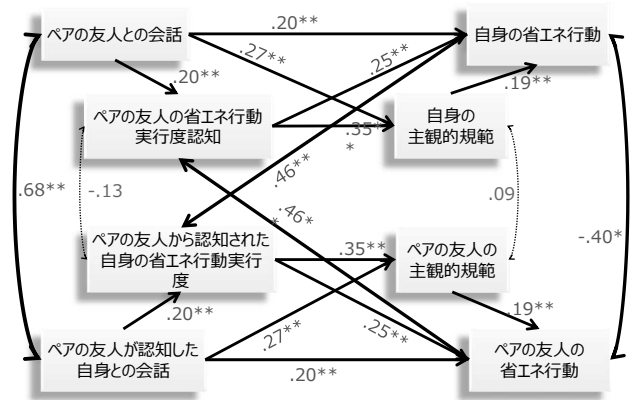 .20**
ペアの友人との会話
自身の省エネ行動
.27**
.25**
.20**
.19**
ペアの友人の省エネ行動
実行度認知
自身の
主観的規範
.35*
*
.46**
.68**
-.13
.09
.46*
*
-.40*
ペアの友人から認知された
自身の省エネ行動実行
度
.35**
ペアの友人の
主観的規範
.20**
.19**
.27**
.25**
ペアの友人が認知した
自身との会話
ペアの友人の
省エネ行動
.20**